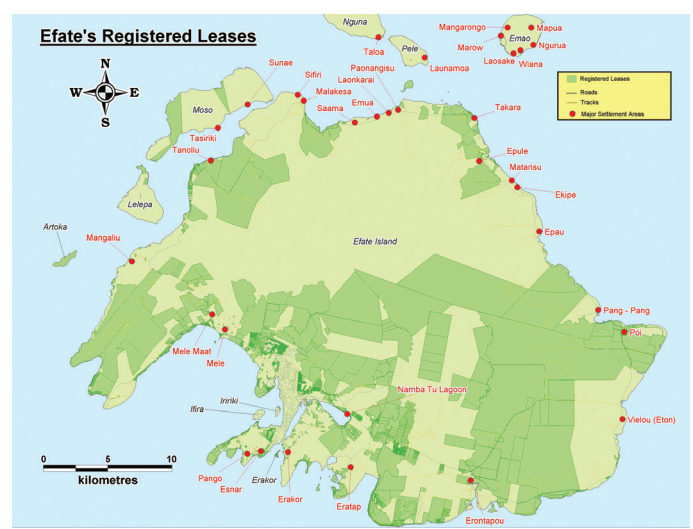 Efate's Registered Leases
N
W E
S
Nguna
Taloa
Pele
Launamoa
Mangarongo
Mapua
Marow
Emao
Ngurua
Laosake
Wiana
Registered Leases
Roads
Tracks
Major Settlement Areas
Sunae
Sifiri
Malakesa
Saama
Paonangisu
Laonkarai
Emua
Takara
Moso
Tasiriki
Tanoliu
Epule
Matarisu
Ekipe
Lelepa
Artoka
Mangaliu
Efate Island
Epau
Pang - Pang
Poi
Mele Maat
Mele
Namba Tu Lagoon
Iririki
Ifira
Vielou (Eton)
Pango
Esnar
Erakor
Erakor
Eratap
Erontapou
0 5 10
kilometres